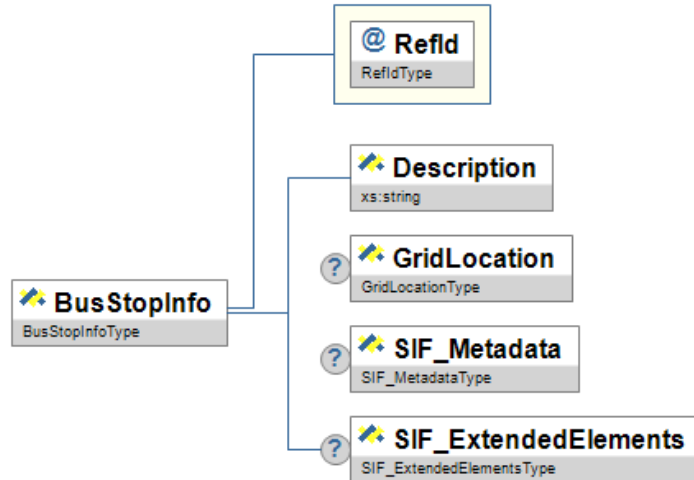 @ RefId
RefIdType
Description
xs:string
? GridLocation
GridLocationType
BusStopInfo
BusStopInfoType
? SIF_Metadata
SIF_MetadataType
? SIF_ExtendedElements
SIF_ExtendedElementsType